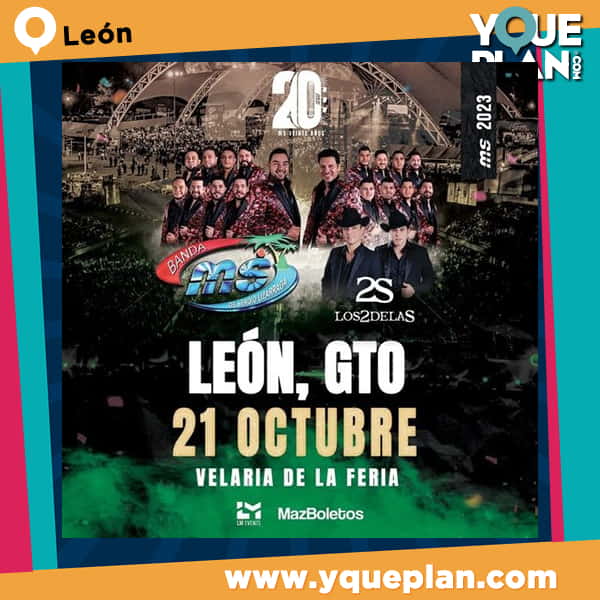 León
YQUE
PLAN
.COM
20
MS VEINTE AÑOS
MS 2023
BANDA
MS
DE SERGIO LIZÁRRAGA
2S
LOS2DELAS
LEÓN, GTO
21 OCTUBRE
VELARIA DE LA FERIA
LM EVENTS
MazBoletos
www.yqueplan.com